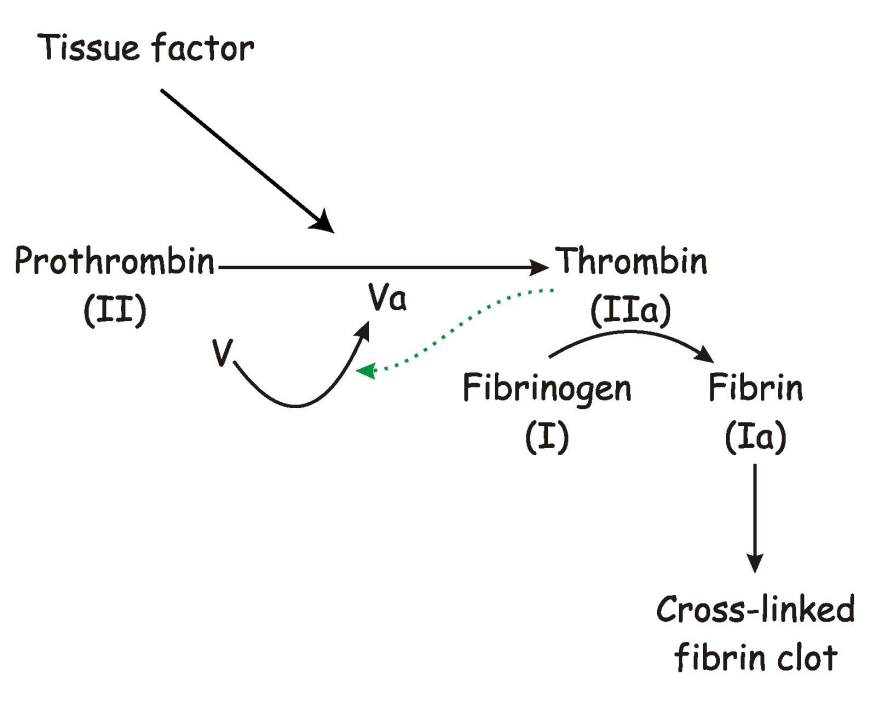 Tissue factor
Prothrombin
(II)
Thrombin
(IIa)
Va
V
Fibrinogen
(I)
Fibrin
(Ia)
Cross-linked
fibrin clot